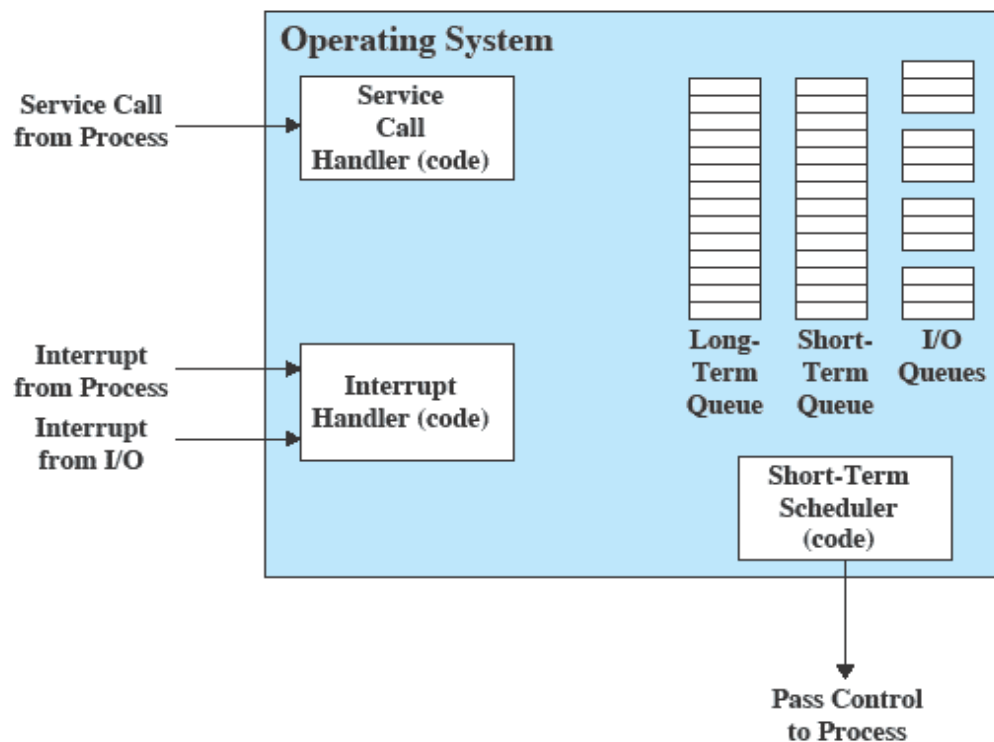 Operating System
Service Call
from Process
Service
Call
Handler (code)
Interrupt
from Process
Interrupt
from I/O
Interrupt
Handler (code)
Long-
Term
Queue
Short-
Term
Queue
I/O
Queues
Short-Term
Scheduler
(code)
Pass Control
to Process